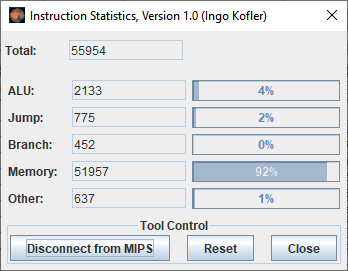 Instruction Statistics, Version 1.0 (Ingo Kofler)
Total: 55954
ALU: 2133 4%
Jump: 775 2%
Branch: 452 0%
Memory: 51957 92%
Other: 637 1%
Tool Control
Disconnect from MIPS Reset Close